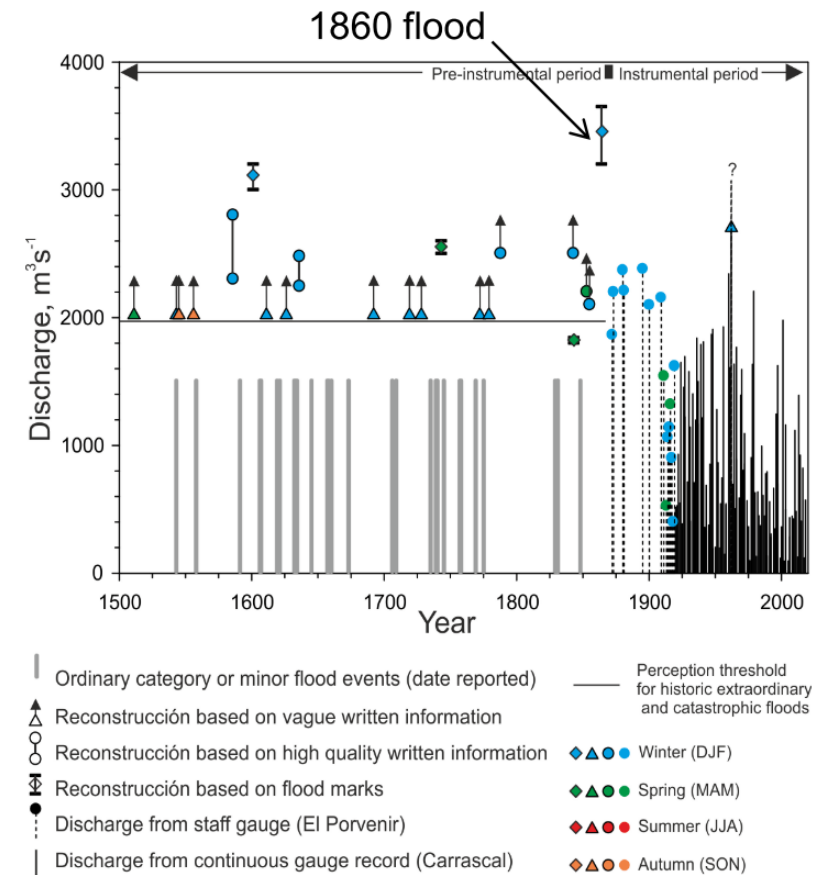 1860 flood
4000
Pre-instrumental period
Instrumental period
3000
?
2000
1000
0
Discharge, m³s⁻¹
1500
1600
1700
1800
1900
2000
Year
Ordinary category or minor flood events (date reported)
Reconstrucción based on vague written information
Reconstrucción based on high quality written information
Reconstrucción based on flood marks
Discharge from staff gauge (El Porvenir)
Discharge from continuous gauge record (Carrascal)
Perception threshold
for historic extraordinary
and catastrophic floods
Winter (DJF)
Spring (MAM)
Summer (JJA)
Autumn (SON)